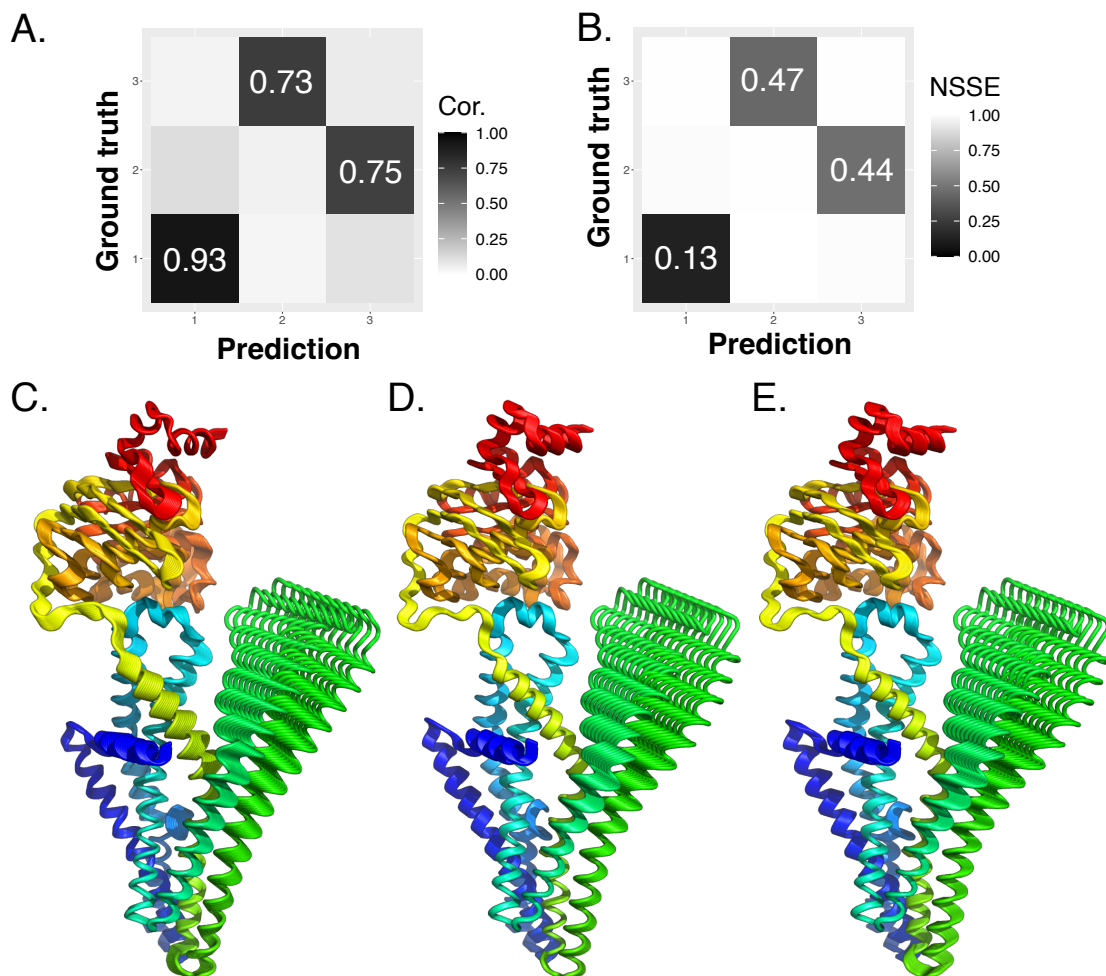 A.
Ground truth
3
2
1
0.73
0.75
0.93
1
2
3
Prediction
Cor.
1.00
0.75
0.50
0.25
0.00
B.
Ground truth
3
2
1
0.47
0.44
0.13
1
2
3
Prediction
NSSE
1.00
0.75
0.50
0.25
0.00
C.
D.
E.